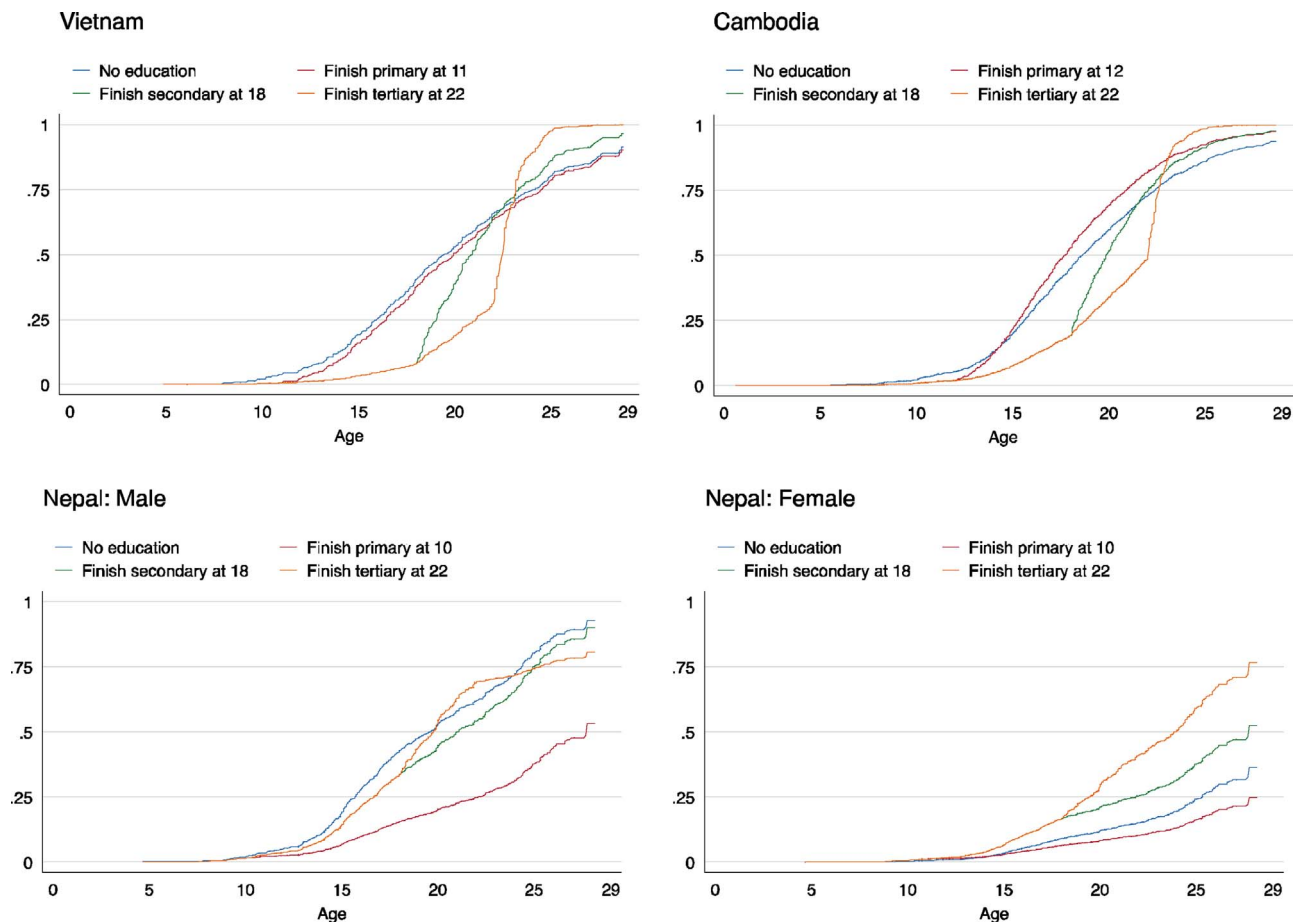 Vietnam
No education
Finish primary at 11
Finish secondary at 18
Finish tertiary at 22
1
.75
.5
.25
0
0 5 10 15 20 25 29
Age
Cambodia
No education
Finish primary at 12
Finish secondary at 18
Finish tertiary at 22
1
.75
.5
.25
0
0 5 10 15 20 25 29
Age
Nepal: Male
No education
Finish primary at 10
Finish secondary at 18
Finish tertiary at 22
1
.75
.5
.25
0
0 5 10 15 20 25 29
Age
Nepal: Female
No education
Finish primary at 10
Finish secondary at 18
Finish tertiary at 22
1
.75
.5
.25
0
0 5 10 15 20 25 29
Age